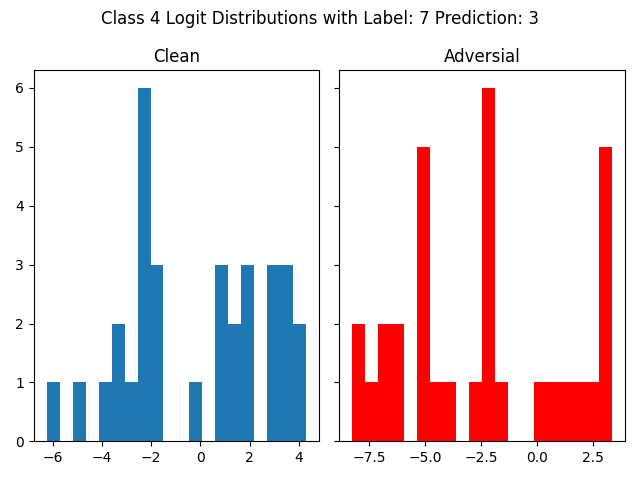 Class 4 Logit Distributions with Label: 7 Prediction: 3
Clean
Adversial
6
5
4
3
2
1
0
−6 −4 −2 0 2 4
−7.5 −5.0 −2.5 0.0 2.5